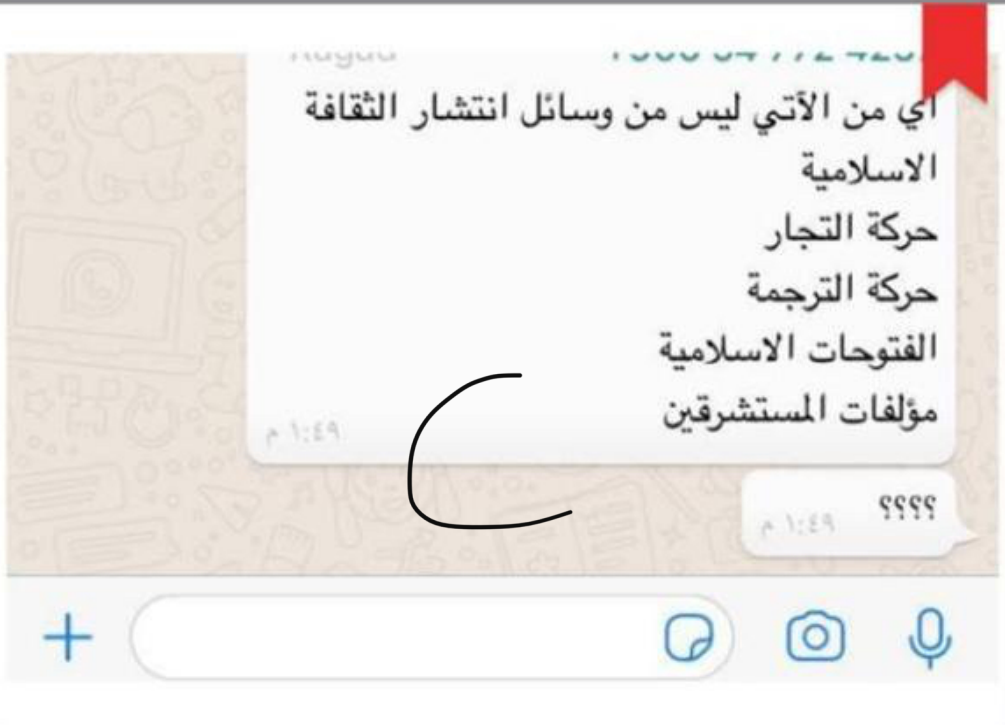 أي من الآتي ليس من وسائل انتشار الثقافة
الاسلامية
حركة التجار
حركة الترجمة
الفتوحات الاسلامية
مؤلفات المستشرقين
١:٤٩ م
؟؟؟؟
١:٤٩ م